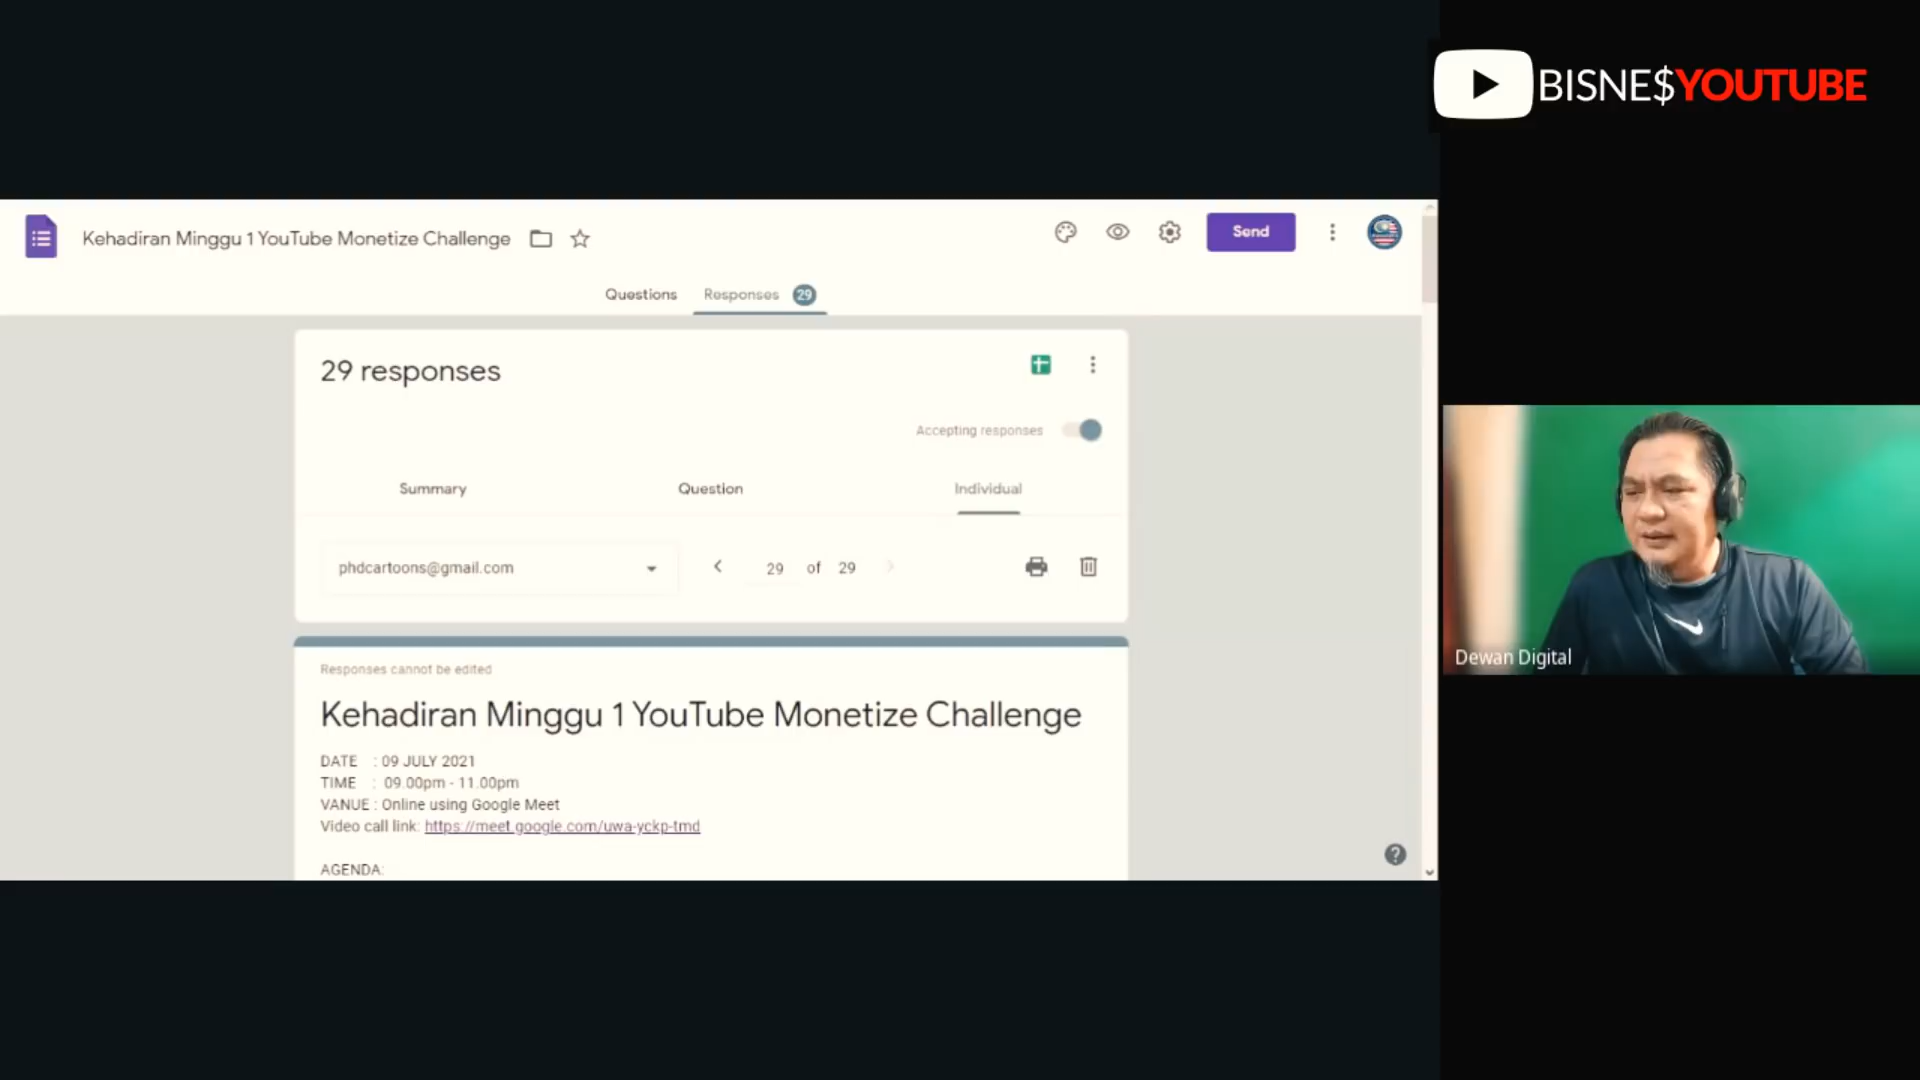 BISNE$YOUTUBE
Kehadiran Minggu 1 YouTube Monetize Challenge
Send
Questions
Responses 29
29 responses
Accepting responses
Summary
Question
Individual
phdcartoons@gmail.com
29 of 29
Responses cannot be edited
Kehadiran Minggu 1 YouTube Monetize Challenge
DATE : 09 JULY 2021
TIME : 09.00pm - 11.00pm
VANUE : Online using Google Meet
Video call link: https://meet.google.com/uwa-yckp-tmd
AGENDA:
Dewan Digital